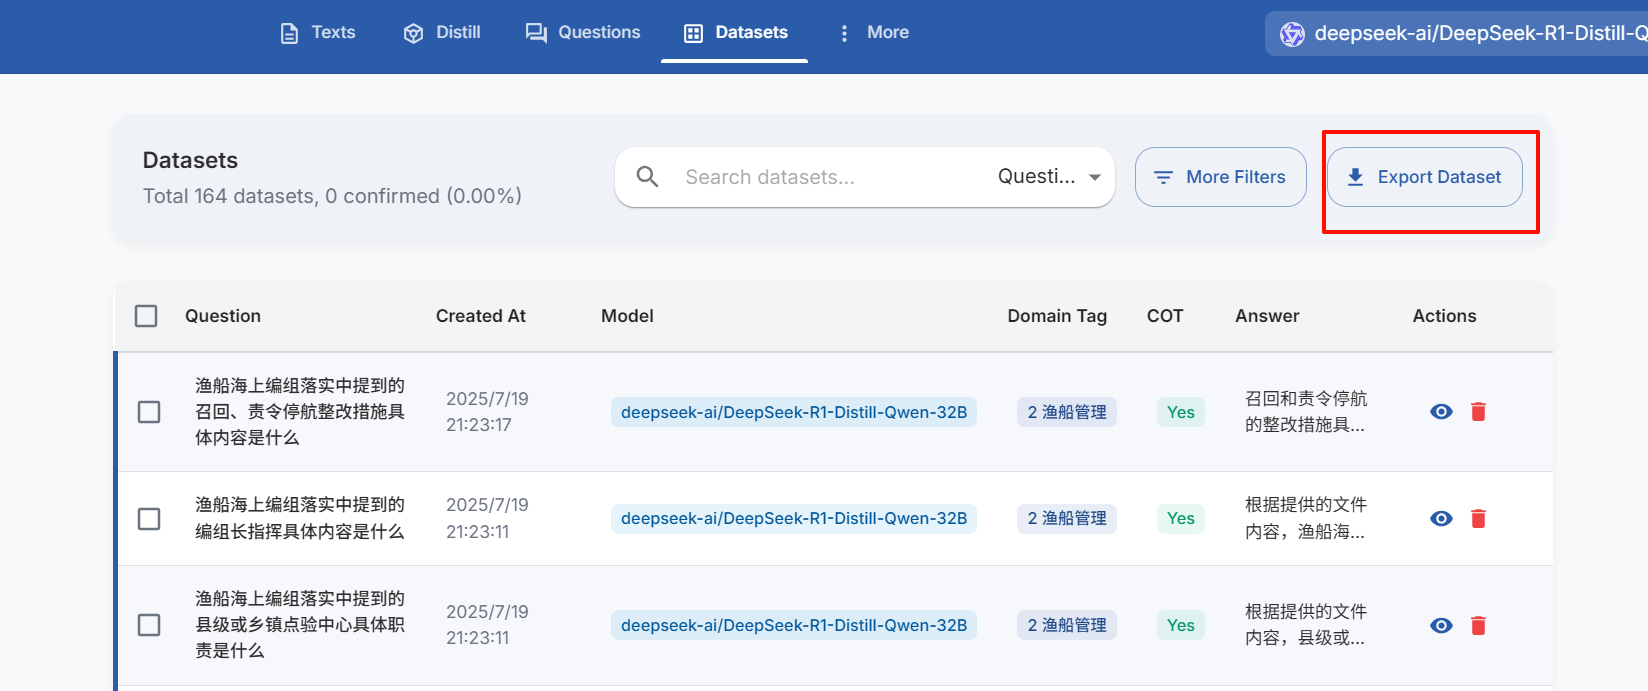 Texts Distill Questions Datasets More deepseek-ai/DeepSeek-R1-Distill-Q
Datasets
Total 164 datasets, 0 confirmed (0.00%)
Search datasets... Questi... More Filters Export Dataset
Question Created At Model Domain Tag COT Answer Actions
渔船海上编组落实中提到的
召回、责令停航整改措施具
体内容是什么
2025/7/19
21:23:17
deepseek-ai/DeepSeek-R1-Distill-Qwen-32B
2 渔船管理
Yes
召回和责令停航
的整改措施具...
渔船海上编组落实中提到的
编组长指挥具体内容是什么
2025/7/19
21:23:11
deepseek-ai/DeepSeek-R1-Distill-Qwen-32B
2 渔船管理
Yes
根据提供的文件
内容，渔船海...
渔船海上编组落实中提到的
县级或乡镇点验中心具体职
责是什么
2025/7/19
21:23:11
deepseek-ai/DeepSeek-R1-Distill-Qwen-32B
2 渔船管理
Yes
根据提供的文件
内容，县级或...